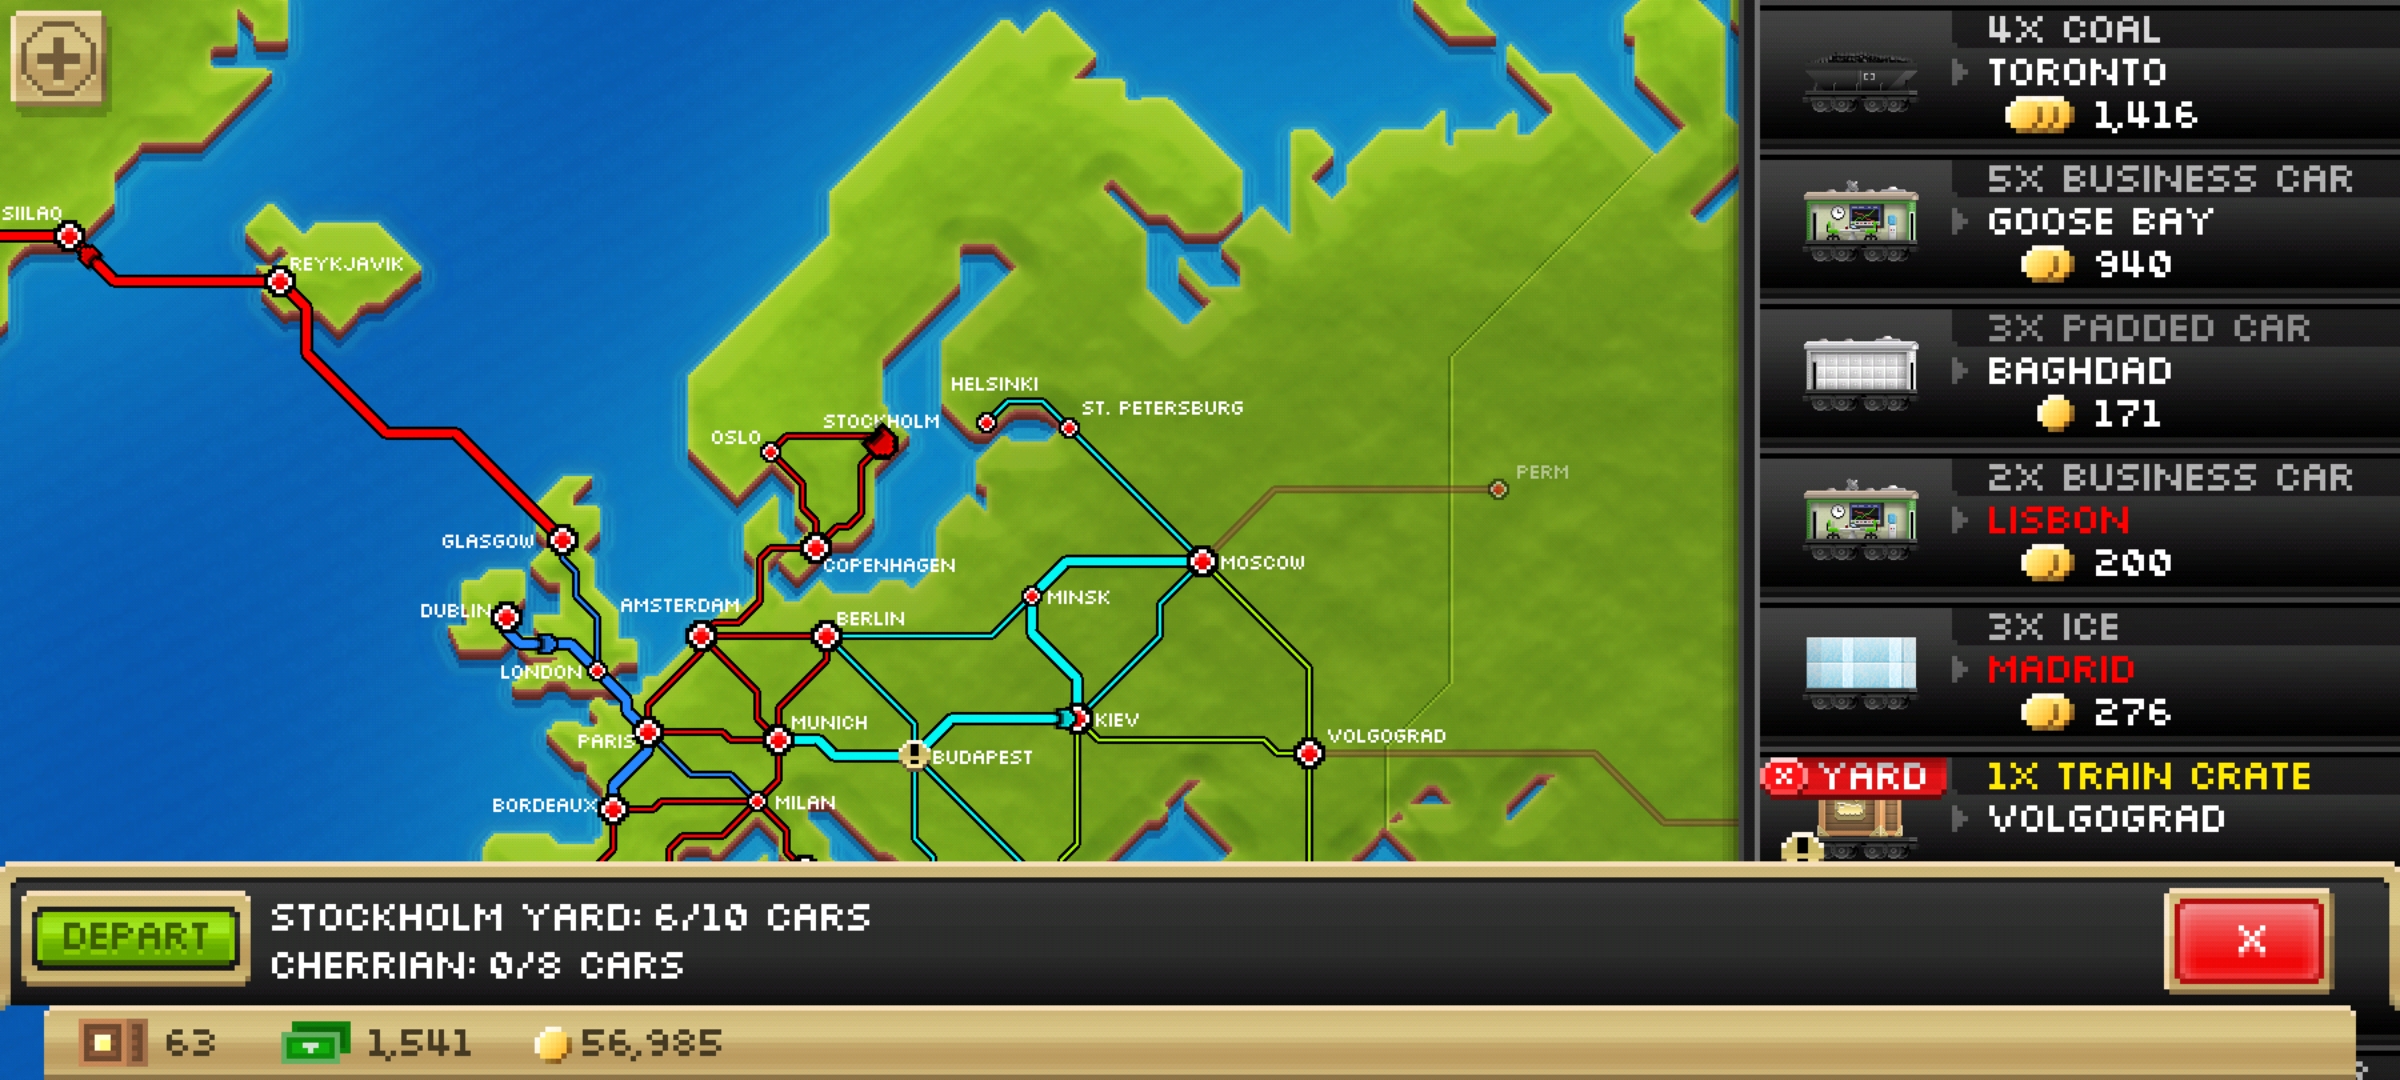 SIILAQ
REYKJAVIK
HELSINKI
ST. PETERSBURG
STOCKHOLM
OSLO
PERM
GLASGOW
COPENHAGEN
MOSCOW
DUBLIN
AMSTERDAM
BERLIN
MINSK
LONDON
PARIS
MUNICH
KIEV
BUDAPEST
VOLGOGRAD
BORDEAUX
MILAN
4X COAL
TORONTO
1,416
5X BUSINESS CAR
GOOSE BAY
940
3X PADDED CAR
BAGHDAD
171
2X BUSINESS CAR
LISBON
200
3X ICE
MADRID
276
X YARD
1X TRAIN CRATE
VOLGOGRAD
DEPART
STOCKHOLM YARD: 6/10 CARS
CHERRIAN: 0/8 CARS
X
63
1,541
56,985